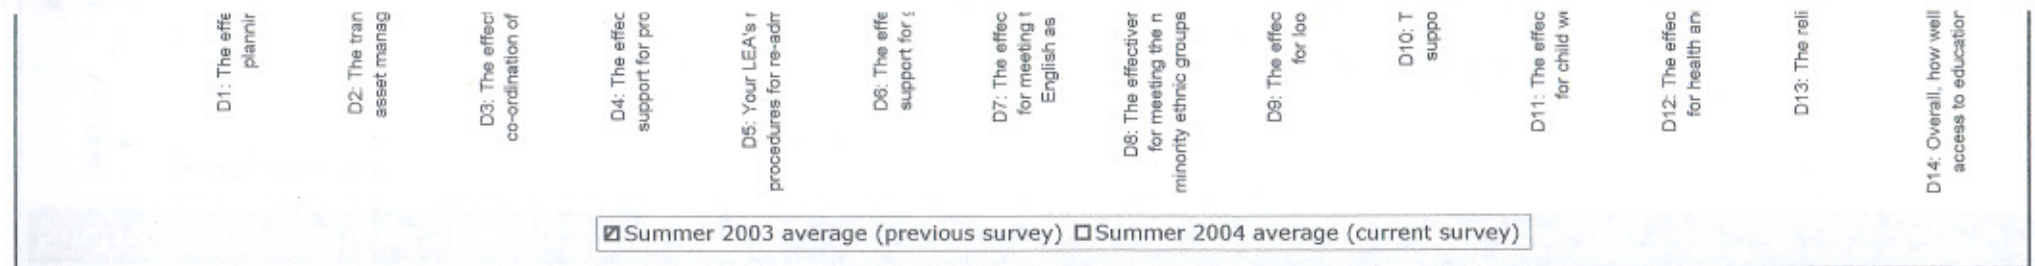 D1: The effe
plannir
D2: The tran
asset manag
D3: The effect
co-ordination of
D4: The effec
support for pro
D5: Your LEA's r
procedures for re-adm
D6: The effe
support for s
D7: The effec
for meeting t
English as
D8: The effectiver
for meeting the n
minority ethnic groups
D9: The effec
for loo
D10: T
suppo
D11: The effec
for child wi
D12: The effec
for health an
D13: The reli
D14: Overall, how well
access to education
Summer 2003 average (previous survey) Summer 2004 average (current survey)